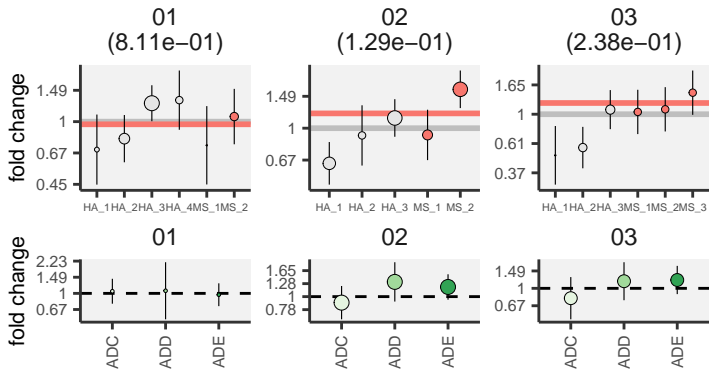 01
(8.11e−01)
02
(1.29e−01)
03
(2.38e−01)
fold change
1.49
1
0.67
0.45
HA_1 HA_2 HA_3 HA_4 MS_1 MS_2
1.49
1
0.67
HA_1 HA_2 HA_3 MS_1 MS_2
1.65
1
0.61
0.37
HA_1 HA_2 HA_3 MS_1 MS_2 MS_3
01
02
03
fold change
2.23
1.49
1
0.67
ADC ADD ADE
1.65
1.28
1
0.78
ADC ADD ADE
1.49
1
0.67
ADC ADD ADE